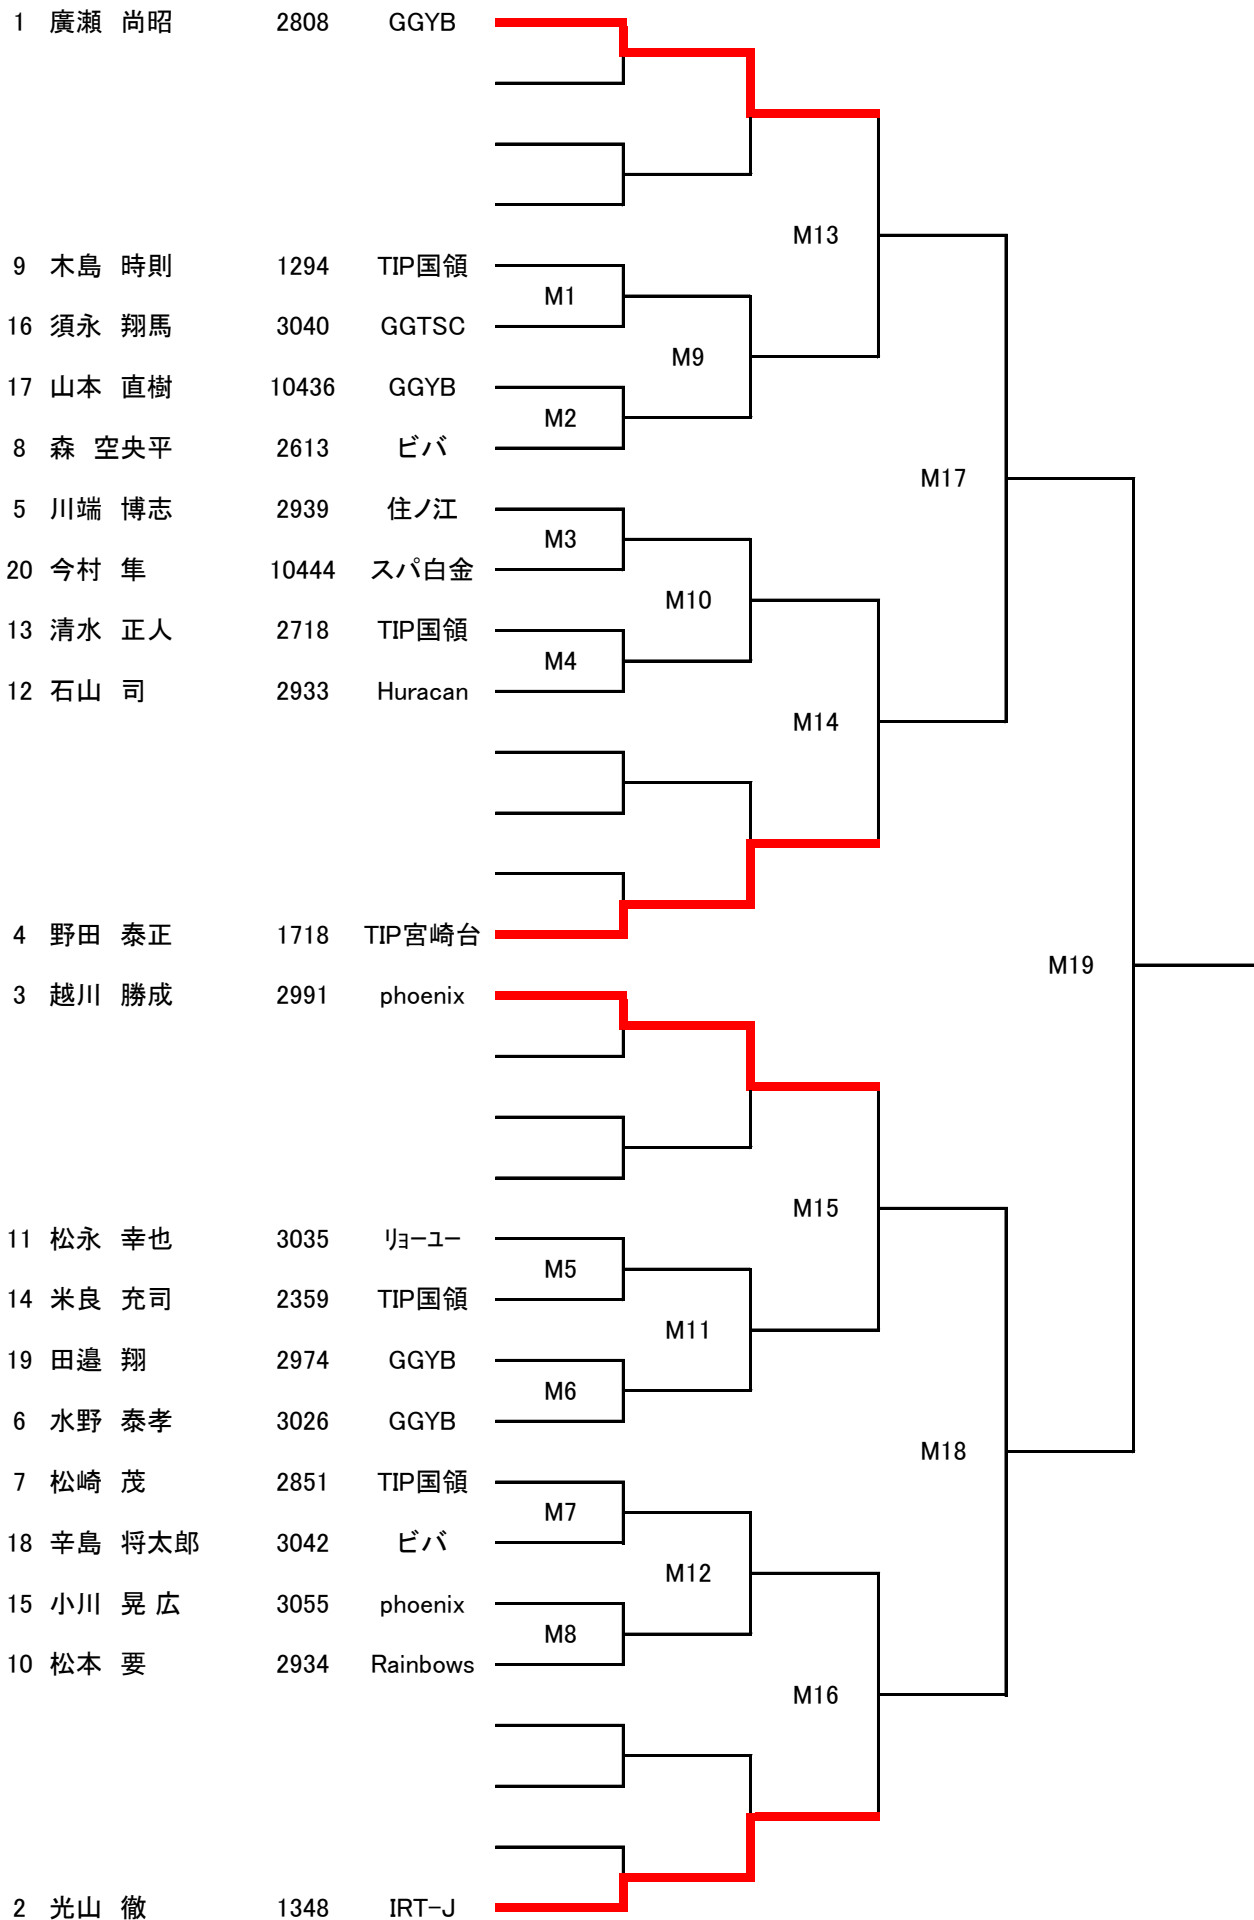 1 廣瀬 尚昭 2808 GGYB
M13
9 木島 時則 1294 TIP国領
M1
16 須永 翔馬 3040 GGTSC
M9
17 山本 直樹 10436 GGYB
M2
8 森 空央平 2613 ビバ
M17
5 川端 博志 2939 住ノ江
M3
20 今村 隼 10444 スパ白金
M10
13 清水 正人 2718 TIP国領
M4
12 石山 司 2933 Huracan
M14
4 野田 泰正 1718 TIP宮崎台
M19
3 越川 勝成 2991 phoenix
M15
11 松永 幸也 3035 ﾘｮｰﾕｰ
M5
14 米良 充司 2359 TIP国領
M11
19 田邉 翔 2974 GGYB
M6
6 水野 泰孝 3026 GGYB
M18
7 松崎 茂 2851 TIP国領
M7
18 辛島 将太郎 3042 ビバ
M12
15 小川 晃広 3055 phoenix
M8
10 松本 要 2934 Rainbows
M16
2 光山 徹 1348 IRT-J